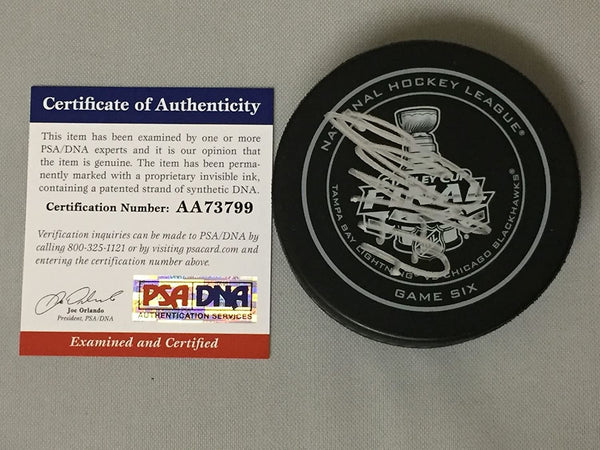 Certificate of Authenticity
This item has been examined by one or more
PSA/DNA experts and it is our opinion that
the item is genuine. The item has been perma-
nently marked with a proprietary invisible ink,
containing a patented strand of synthetic DNA.
Certification Number: AA73799
Verification inquiries can be made to PSA/DNA by
calling 800-325-1121 or by visiting psacard.com and
entering the certification number above.
Joe Orlando
President, PSA/DNA
PSA DNA
AUTHENTICATION SERVICES
Examined and Certified
NATIONAL HOCKEY LEAGUE®
STANLEY CUP
FINAL
TAMPA BAY LIGHTNING® CHICAGO BLACKHAWKS®
GAME SIX